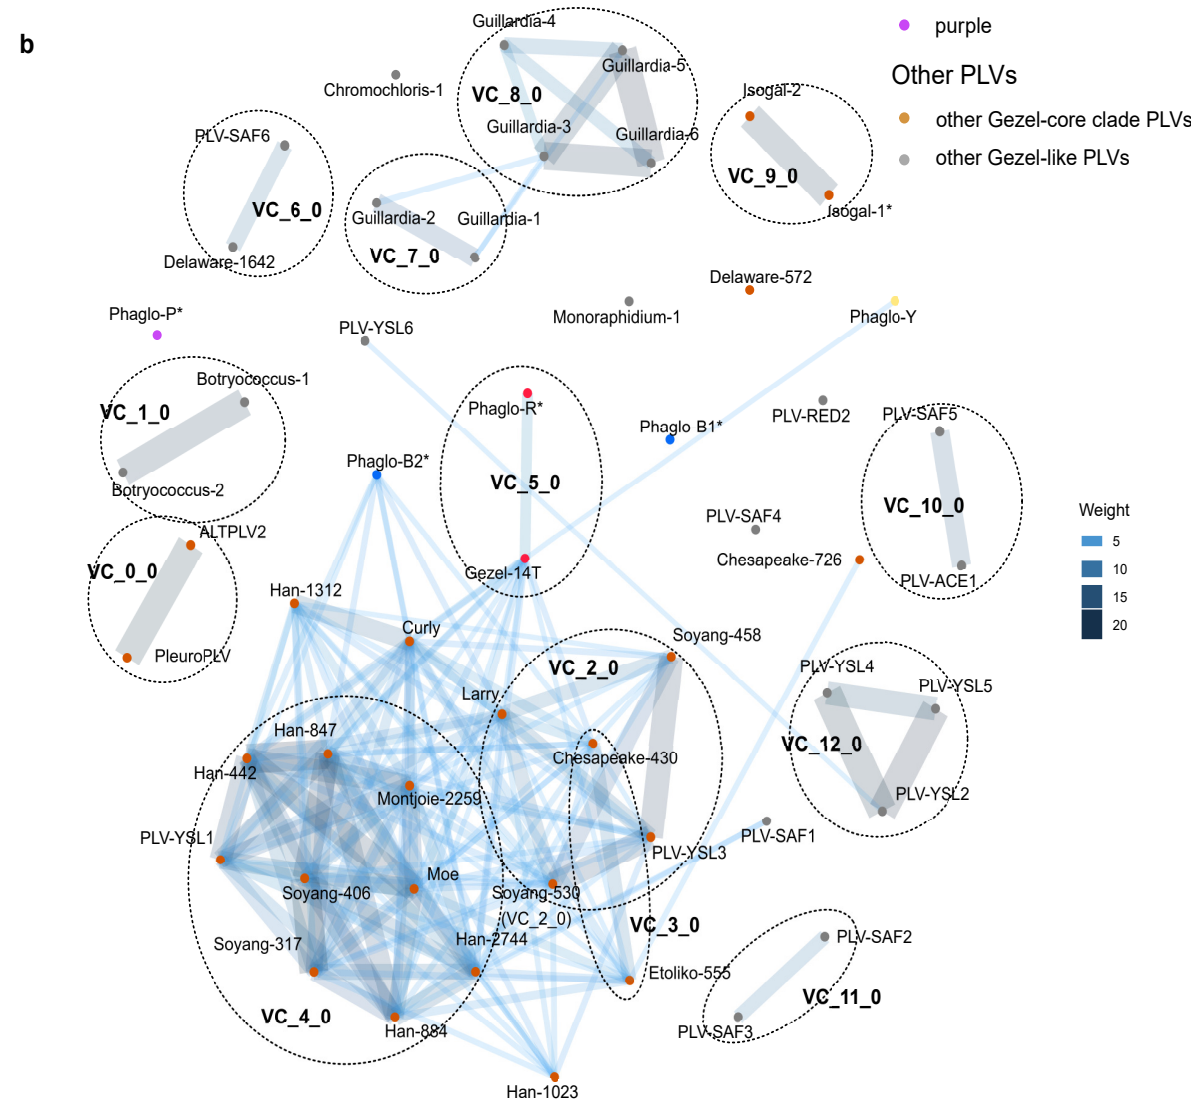 b
Guillardia-4
purple
Guillardia-5
Other PLVs
Chromochloris-1
VC_8_0
Isogal-2
other Gezel-core clade PLVs
PLV-SAF6
Guillardia-3
Guillardia-6
other Gezel-like PLVs
VC_9_0
VC_6_0
Guillardia-2
Guillardia-1
Isogal-1*
VC_7_0
Delaware-1642
Delaware-572
Phaglo-P*
PLV-YSL6
Monoraphidium-1
Phaglo-Y
Botryococcus-1
VC_1_0
Phaglo-R*
Phaglo B1*
PLV-RED2
PLV-SAF5
Phaglo-B2*
VC_5_0
Botryococcus-2
VC_10_0
PLV-SAF4
Weight
ALTPLV2
5
VC_0_0
Gezel-14T
Chesapeake-726
10
PLV-ACE1
Han-1312
15
Curly
20
PleuroPLV
Soyang-458
VC_2_0
PLV-YSL4
Larry
PLV-YSL5
Han-847
VC_12_0
Han-442
Chesapeake-430
Montjoie-2259
PLV-YSL2
PLV-YSL1
PLV-YSL3
PLV-SAF1
Moe
Soyang-406
Soyang-530
(VC_2_0)
VC_3_0
Soyang-317
Han-2744
PLV-SAF2
Etoliko-555
VC_4_0
VC_11_0
Han-884
PLV-SAF3
Han-1023